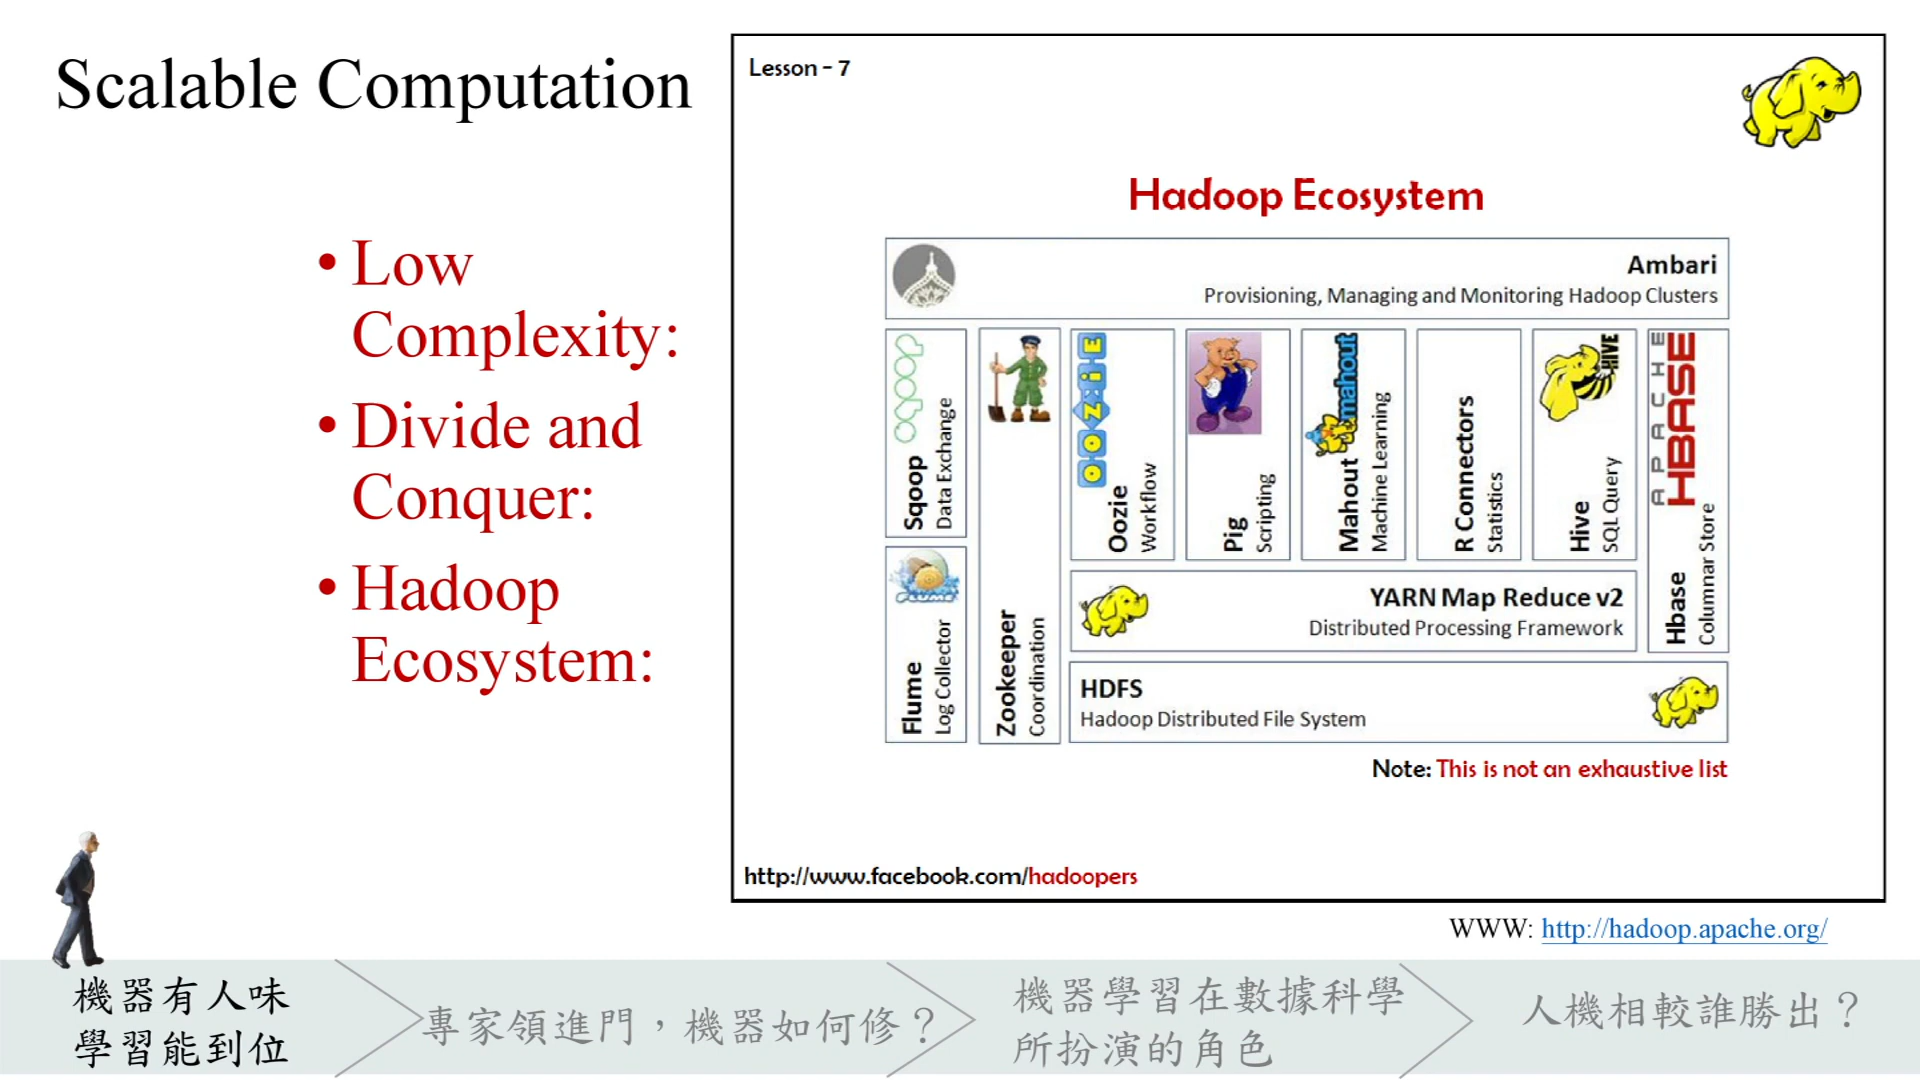 Scalable Computation
• Low
Complexity:
• Divide and
Conquer:
• Hadoop
Ecosystem:
Lesson - 7
Hadoop Ecosystem
Ambari
Provisioning, Managing and Monitoring Hadoop Clusters
sqoop
Sqoop
Data Exchange
FLUME
Flume
Log Collector
Zookeeper
Coordination
OOZIE
Oozie
Workflow
Pig
Scripting
mahout
Mahout
Machine Learning
R Connectors
Statistics
HIVE
Hive
SQL Query
APACHE
HBASE
Hbase
Columnar Store
YARN Map Reduce v2
Distributed Processing Framework
HDFS
Hadoop Distributed File System
Note: This is not an exhaustive list
http://www.facebook.com/hadoopers
WWW: http://hadoop.apache.org/
機器有人味
學習能到位
專家領進門，機器如何修？
機器學習在數據科學
所扮演的角色
人機相較誰勝出？